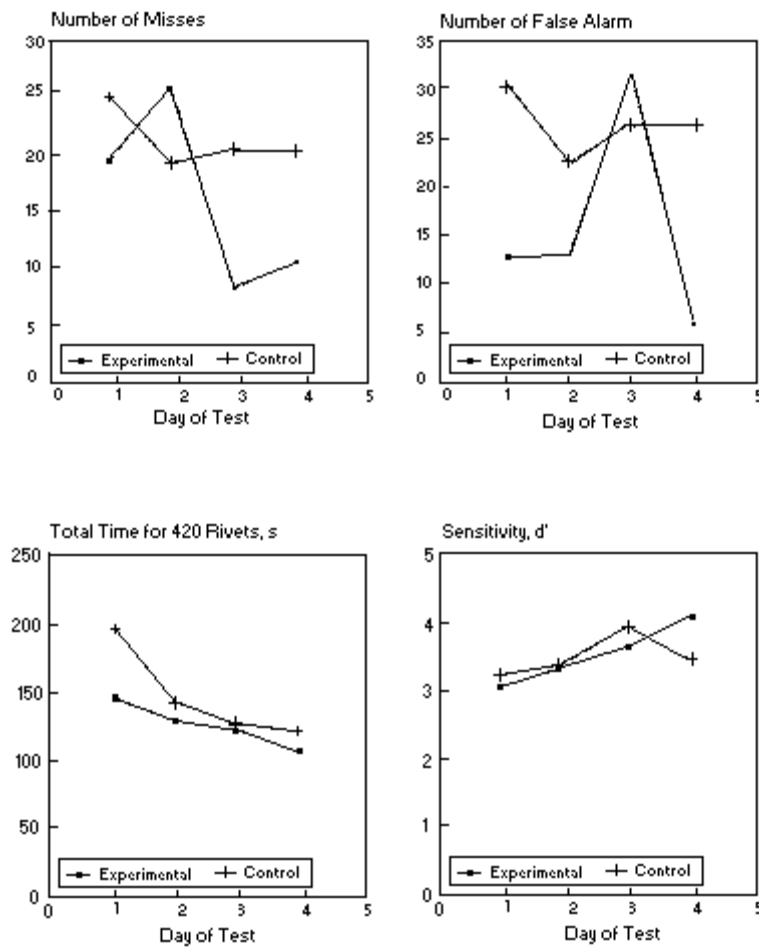 Number of Misses
30
25
20
15
10
5
0
Experimental Control
0 1 2 3 4 5
Day of Test
Number of False Alarm
35
30
25
20
15
10
5
0
Experimental Control
0 1 2 3 4 5
Day of Test
Total Time for 420 Rivets, s
250
200
150
100
50
0
Experimental Control
0 1 2 3 4 5
Day of Test
Sensitivity, d'
5
4
3
2
1
0
Experimental Control
0 1 2 3 4 5
Day of Test